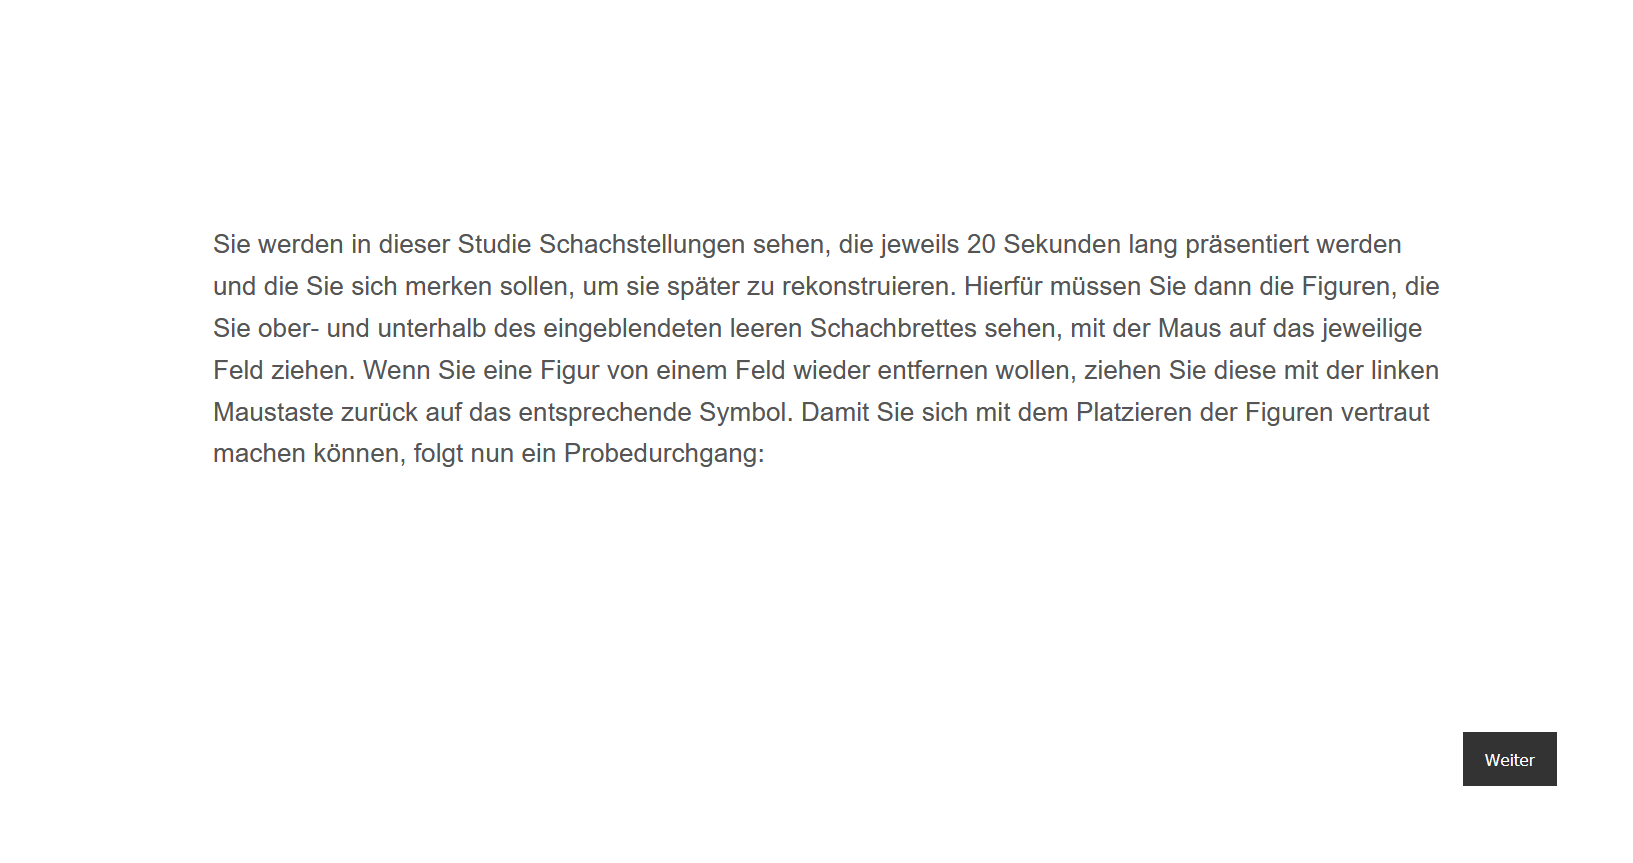 Sie werden in dieser Studie Schachstellungen sehen, die jeweils 20 Sekunden lang präsentiert werden
und die Sie sich merken sollen, um sie später zu rekonstruieren. Hierfür müssen Sie dann die Figuren, die
Sie ober- und unterhalb des eingeblendeten leeren Schachbrettes sehen, mit der Maus auf das jeweilige
Feld ziehen. Wenn Sie eine Figur von einem Feld wieder entfernen wollen, ziehen Sie diese mit der linken
Maustaste zurück auf das entsprechende Symbol. Damit Sie sich mit dem Platzieren der Figuren vertraut
machen können, folgt nun ein Probedurchgang:
Weiter